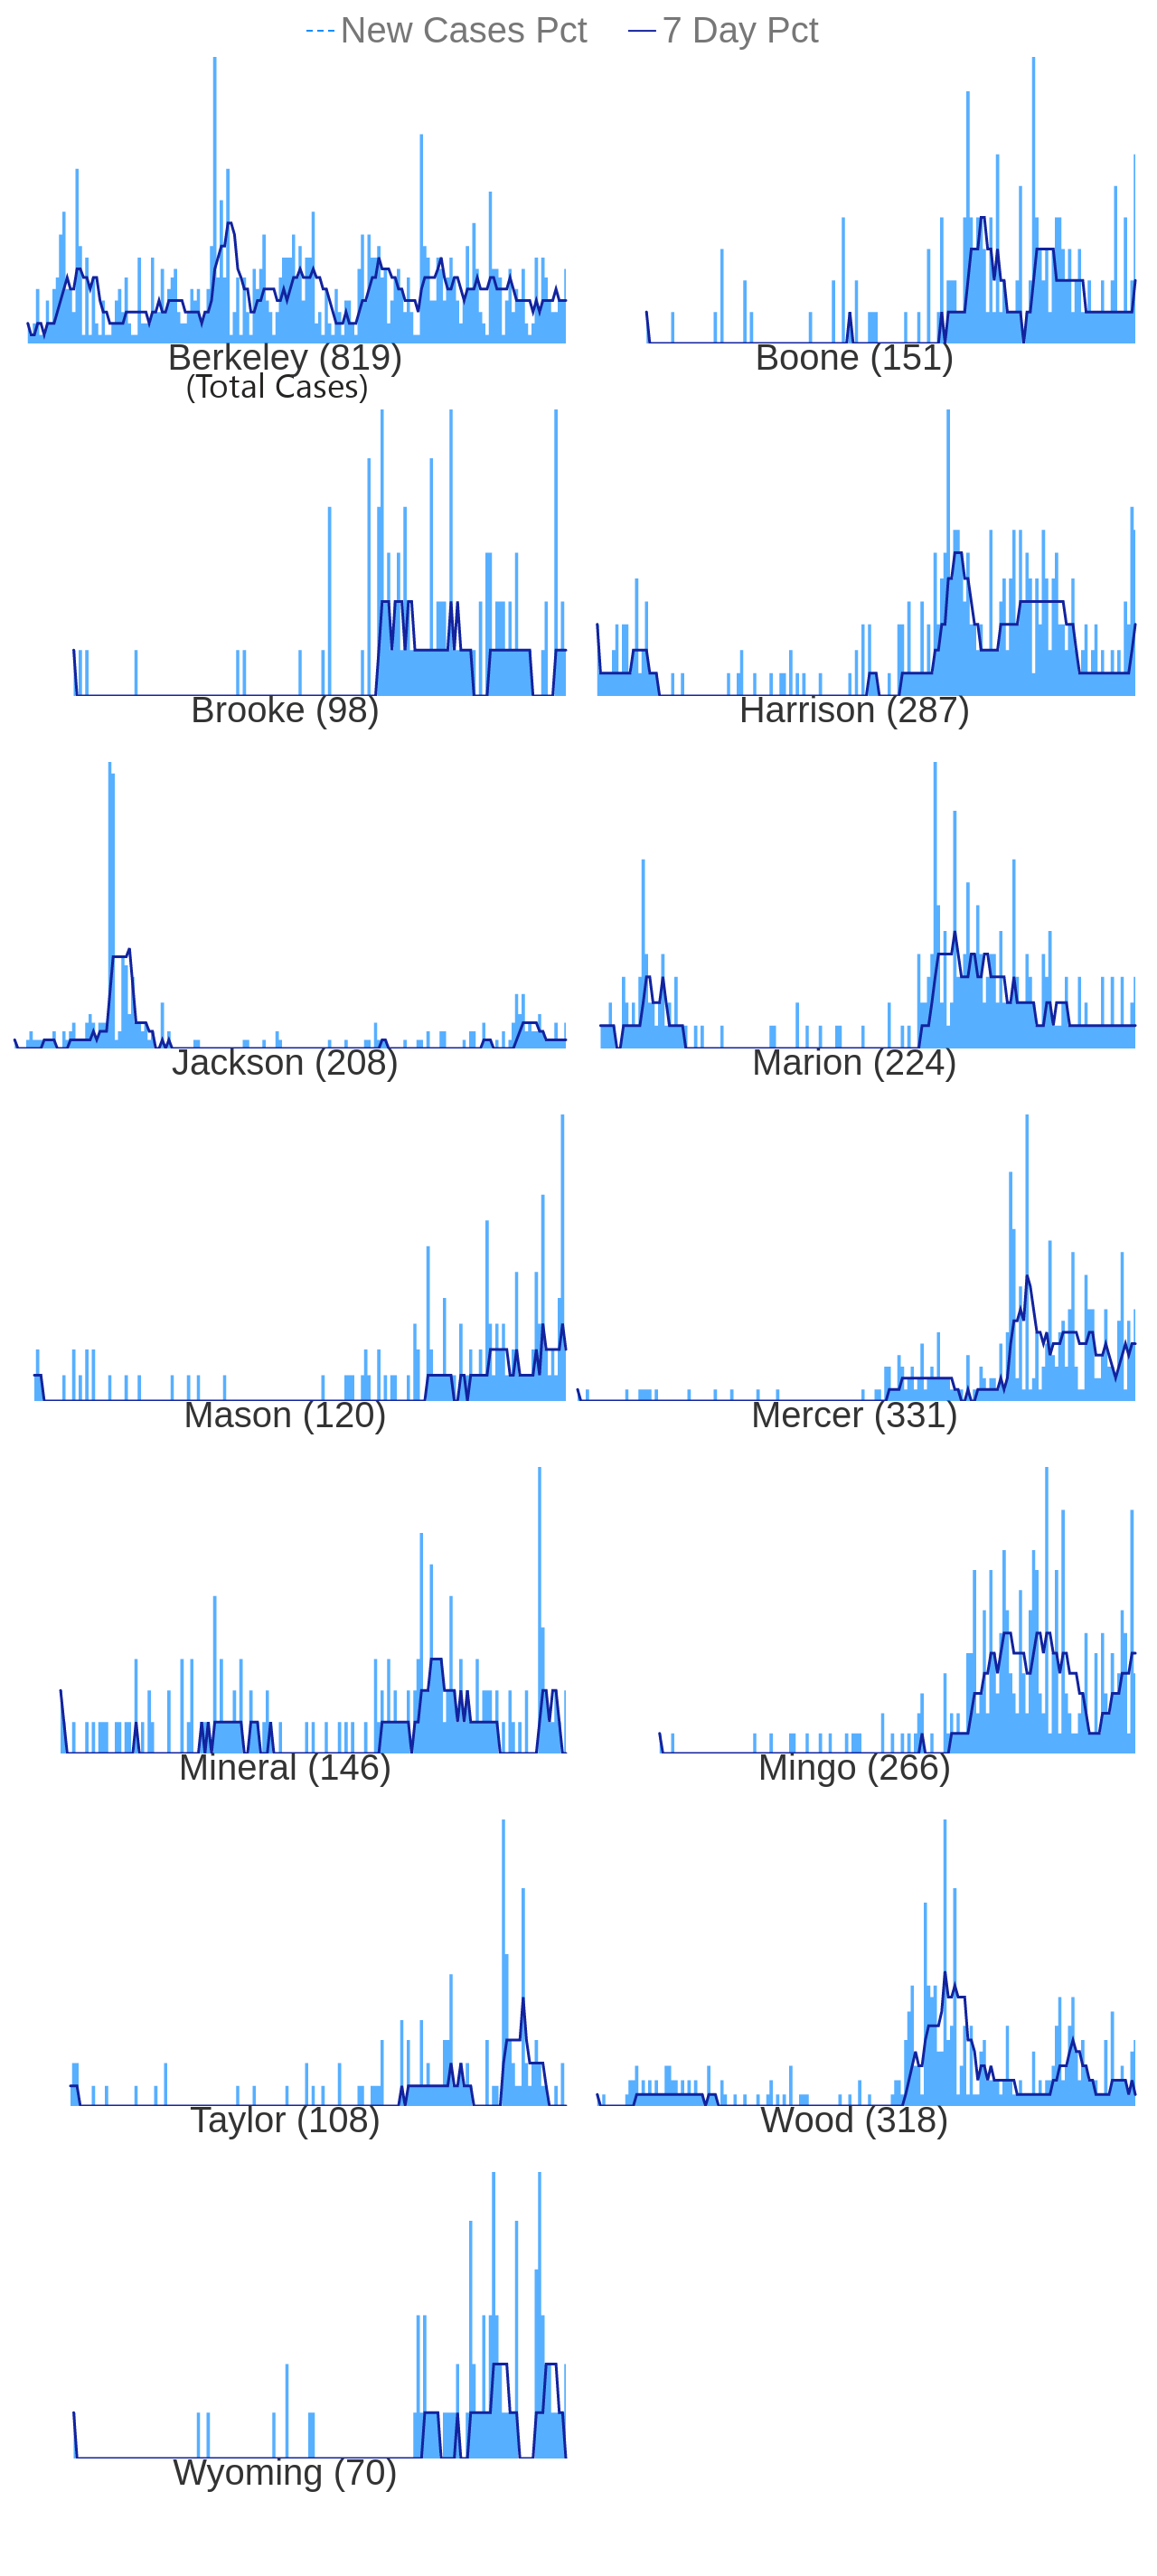 New Cases Pct 7 Day Pct
Berkeley (819) Boone (151)
(Total Cases)
Brooke (98) Harrison (287)
Jackson (208) Marion (224)
Mason (120) Mercer (331)
Mineral (146) Mingo (266)
Taylor (108) Wood (318)
Wyoming (70)